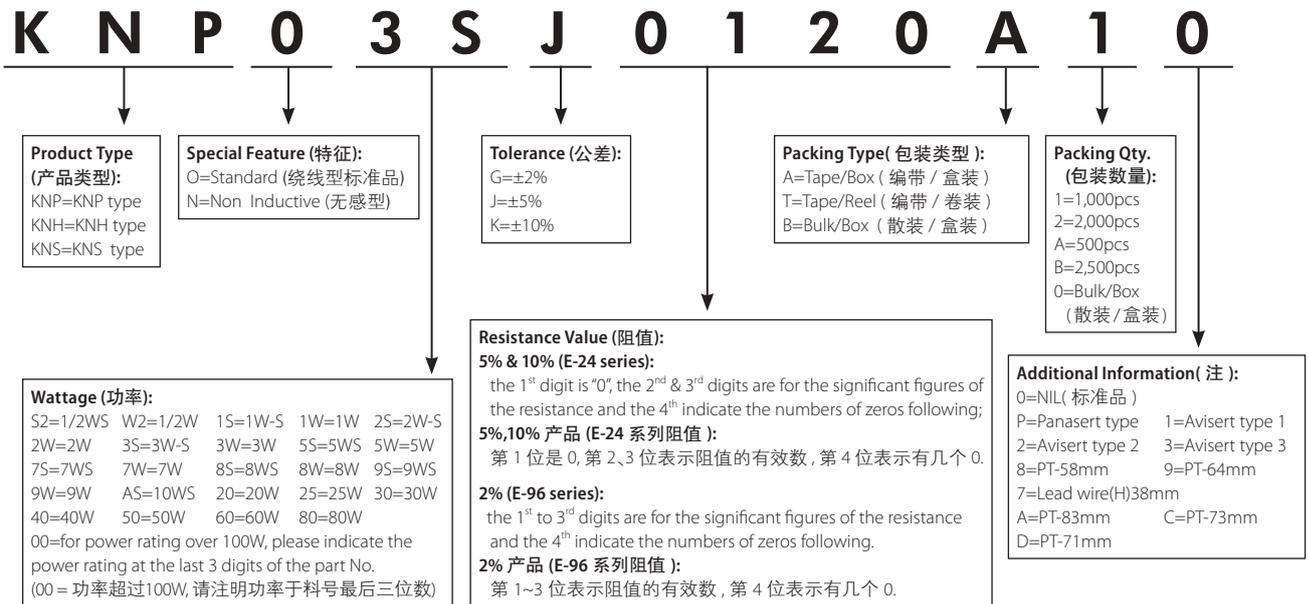 K N P 0 3 S J 0 1 2 0 A 1 0
Product Type
(产品类型):
KNP=KNP type
KNH=KNH type
KNS=KNS type
Special Feature (特征):
O=Standard (绕线型标准品)
N=Non Inductive (无感型)
Tolerance (公差):
G=±2%
J=±5%
K=±10%
Packing Type( 包装类型 ):
A=Tape/Box ( 编带 / 盒装 )
T=Tape/Reel ( 编带 / 卷装 )
B=Bulk/Box ( 散装 / 盒装 )
Packing Qty.
(包装数量):
1=1,000pcs
2=2,000pcs
A=500pcs
B=2,500pcs
0=Bulk/Box
(散装/盒装)
Wattage (功率):
S2=1/2WS W2=1/2W 1S=1W-S 1W=1W 2S=2W-S
2W=2W 3S=3W-S 3W=3W 5S=5WS 5W=5W
7S=7WS 7W=7W 8S=8WS 8W=8W 9S=9WS
9W=9W AS=10WS 20=20W 25=25W 30=30W
40=40W 50=50W 60=60W 80=80W
00=for power rating over 100W, please indicate the
power rating at the last 3 digits of the part No.
(00 = 功率超过100W, 请注明功率于料号最后三位数)
Resistance Value (阻值):
5% & 10% (E-24 series):
the 1st digit is “0”, the 2nd & 3rd digits are for the significant figures of
the resistance and the 4th indicate the numbers of zeros following;
5%,10% 产品 (E-24 系列阻值 ):
第 1 位是 0, 第 2、3 位表示阻值的有效数 , 第 4 位表示有几个 0.
2% (E-96 series):
the 1st to 3rd digits are for the significant figures of the resistance
and the 4th indicate the numbers of zeros following.
2% 产品 (E-96 系列阻值 ):
第 1~3 位表示阻值的有效数 , 第 4 位表示有几个 0.
Additional Information( 注 ):
0=NIL( 标准品 )
P=Panasert type 1=Avisert type 1
2=Avisert type 2 3=Avisert type 3
8=PT-58mm 9=PT-64mm
7=Lead wire(H)38mm
A=PT-83mm C=PT-73mm
D=PT-71mm